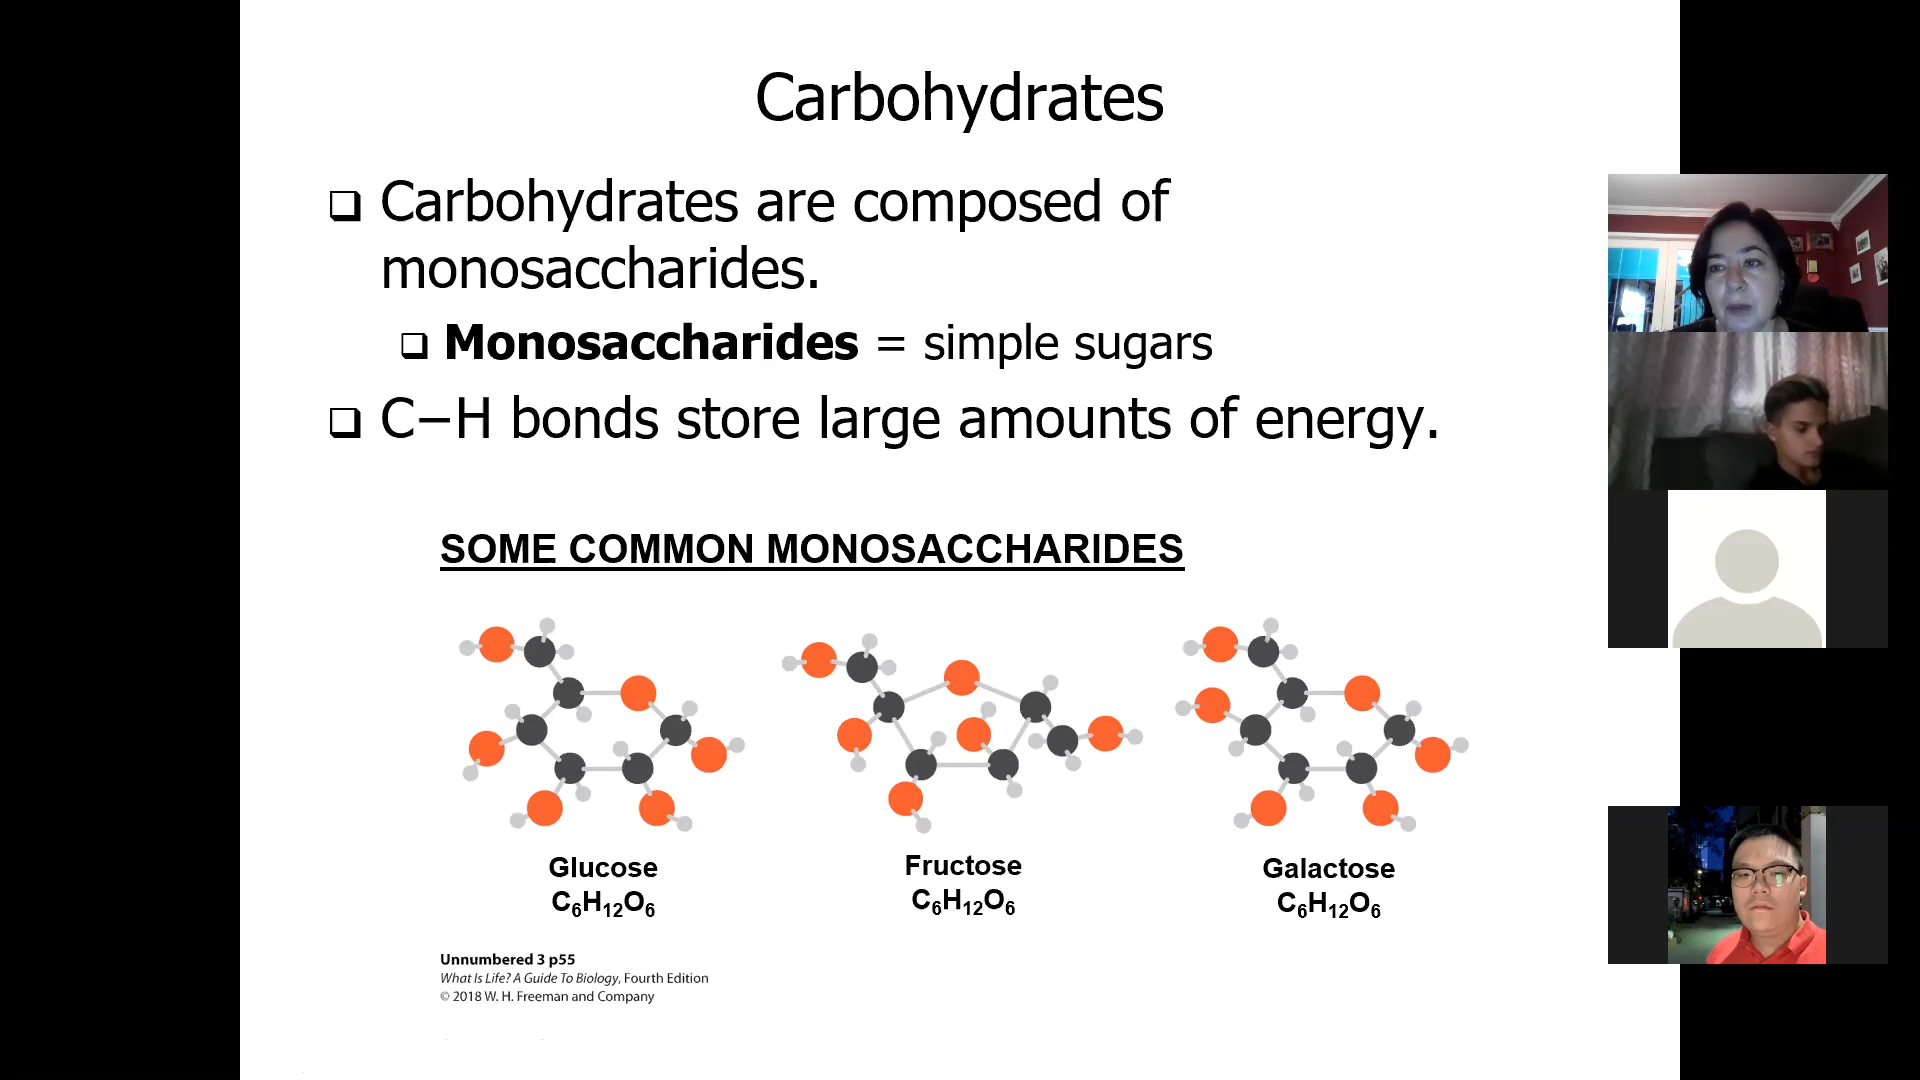 Carbohydrates
❑ Carbohydrates are composed of
monosaccharides.
❑ Monosaccharides = simple sugars
❑ C−H bonds store large amounts of energy.
SOME COMMON MONOSACCHARIDES
Glucose
C₆H₁₂O₆
Fructose
C₆H₁₂O₆
Galactose
C₆H₁₂O₆
Unnumbered 3 p55
What Is Life? A Guide To Biology, Fourth Edition
© 2018 W. H. Freeman and Company